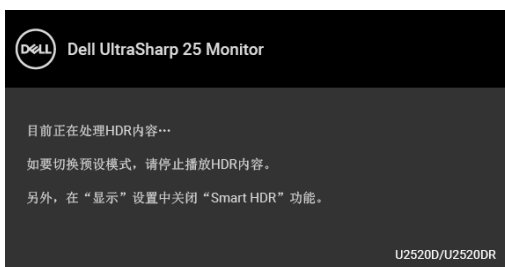 DELL Dell UltraSharp 25 Monitor
目前正在处理HDR内容…
如要切换预设模式，请停止播放HDR内容。
另外，在“显示”设置中关闭“Smart HDR”功能。
U2520D/U2520DR